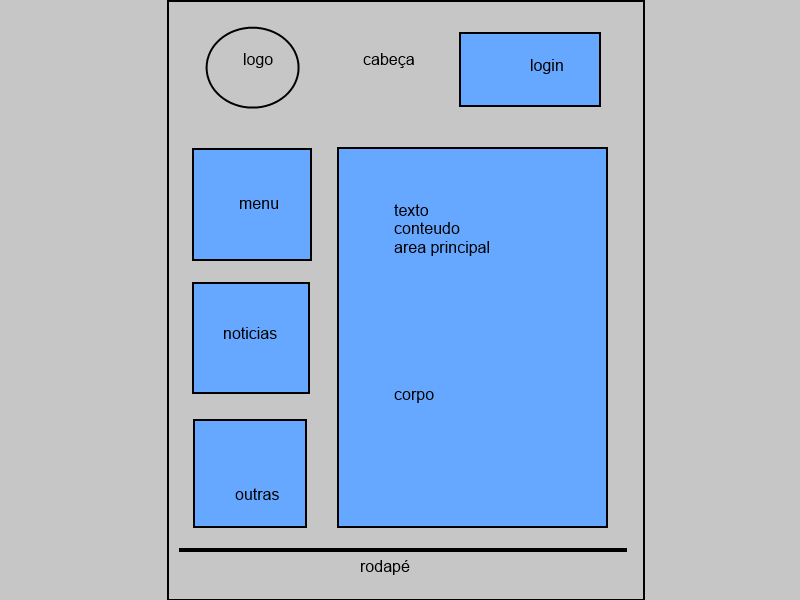 logo
cabeça
login
menu
texto
conteudo
area principal
noticias
corpo
outras
rodapé